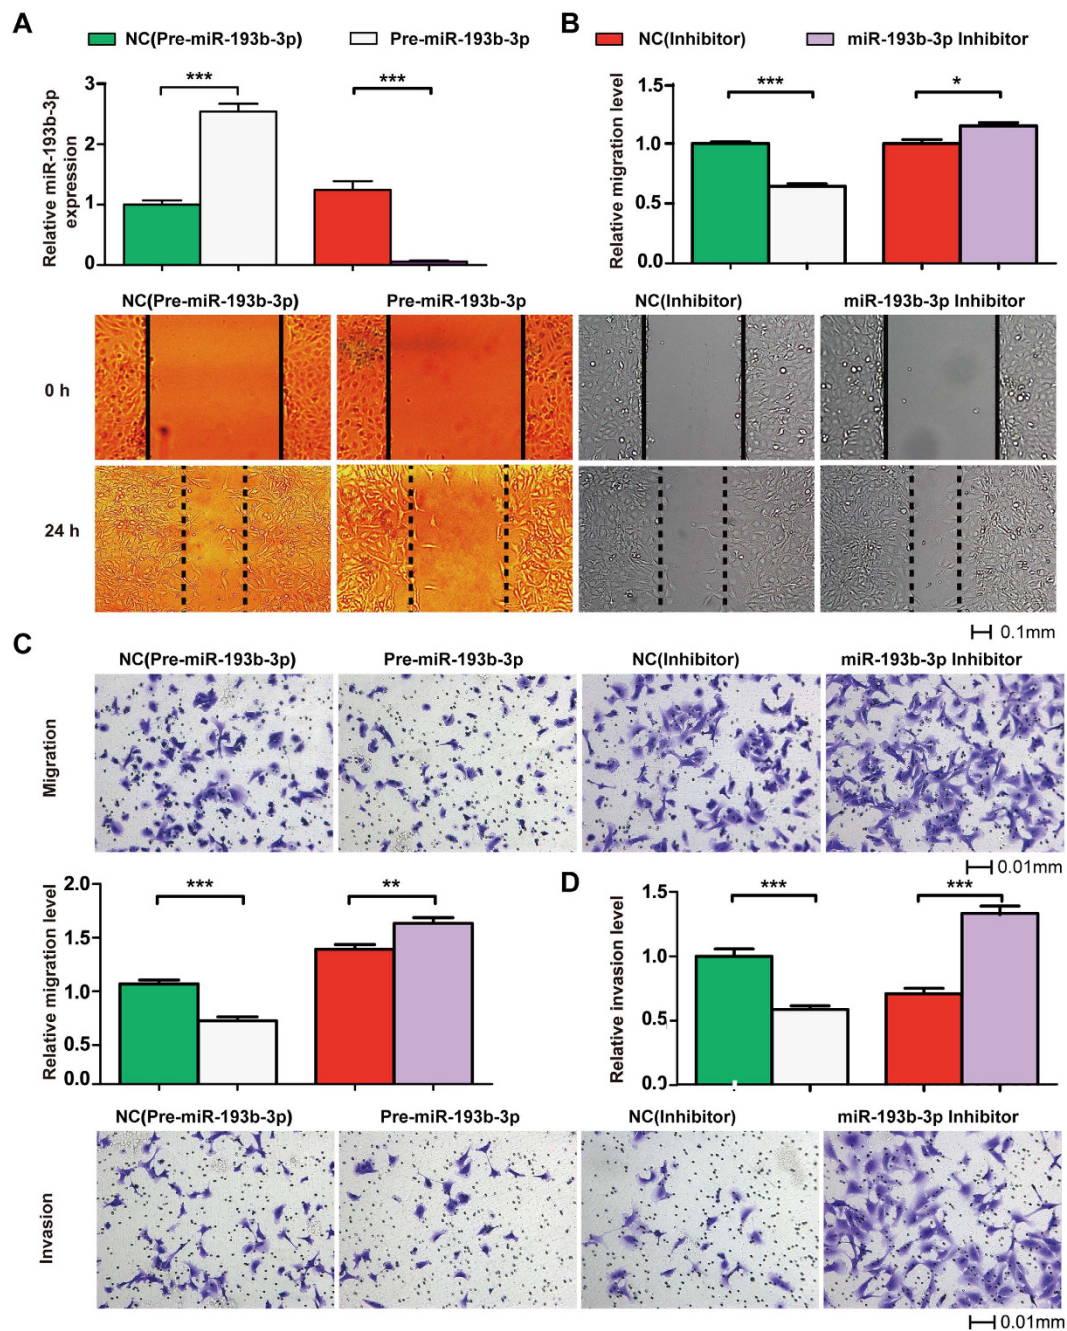 A
B
NC(Pre-miR-193b-3p)
Pre-miR-193b-3p
NC(Inhibitor)
miR-193b-3p Inhibitor
Relative miR-193b-3p
expression
3
2
1
0
***
***
Relative migration level
1.5
1.0
0.5
0.0
***
*
NC(Pre-miR-193b-3p)
Pre-miR-193b-3p
NC(Inhibitor)
miR-193b-3p Inhibitor
0 h
24 h
0.1mm
C
NC(Pre-miR-193b-3p)
Pre-miR-193b-3p
NC(Inhibitor)
miR-193b-3p Inhibitor
Migration
0.01mm
Relative migration level
2.0
1.5
1.0
0.5
0.0
***
**
D
Relative invasion level
1.5
1.0
0.5
0.0
***
***
NC(Pre-miR-193b-3p)
Pre-miR-193b-3p
NC(Inhibitor)
miR-193b-3p Inhibitor
Invasion
0.01mm